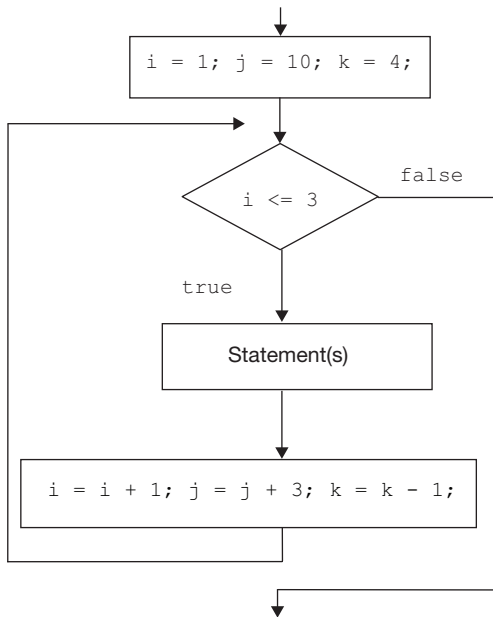 i = 1; j = 10; k = 4;
i <= 3
false
true
Statement(s)
i = i + 1; j = j + 3; k = k - 1;